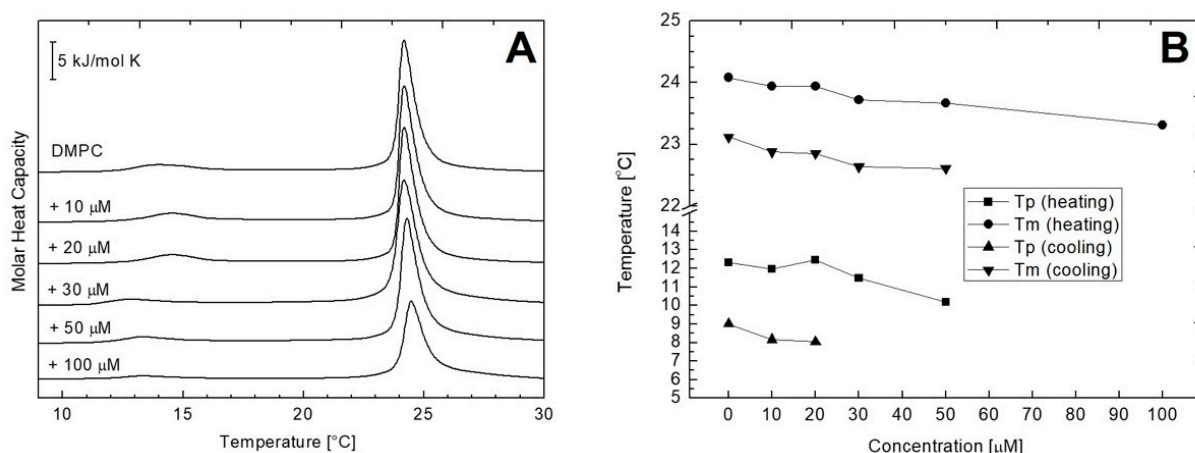 A
5 kJ/mol K
DMPC
+ 10 μM
+ 20 μM
+ 30 μM
+ 50 μM
+ 100 μM
Molar Heat Capacity
10 15 20 25 30
Temperature [°C]
B
25
24
23
22
14
13
12
11
10
9
8
7
6
5
Temperature [°C]
Tp (heating)
Tm (heating)
Tp (cooling)
Tm (cooling)
0 10 20 30 40 50 60 70 80 90 100
Concentration [μM]